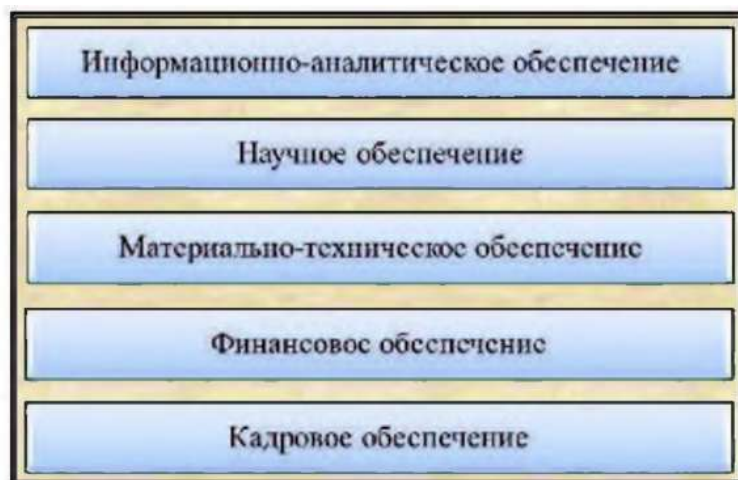 Информационно-аналитическое обеспечение
Научное обеспечение
Материально-техническое обеспечение
Финансовое обеспечение
Кадровое обеспечение